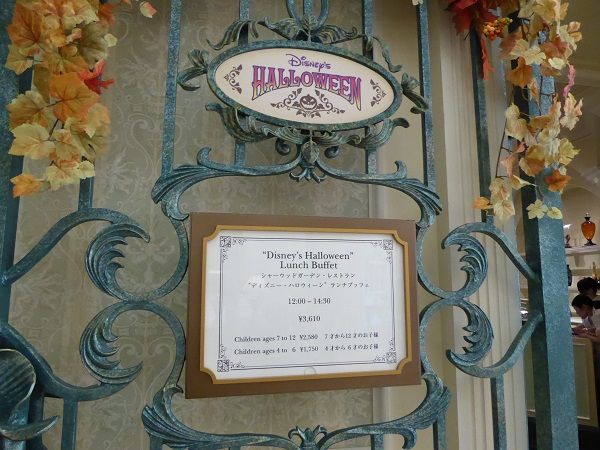 Disney's
HALLOWEEN
"Disney's Halloween"
Lunch Buffet
シャーウッドガーデン・レストラン
"ディズニー・ハロウィーン" ランチブッフェ
12:00 – 14:30
¥3,610
Children ages 7 to 12 ¥2,580 7才から12才のお子様
Children ages 4 to 6 ¥1,750 4才から6才のお子様